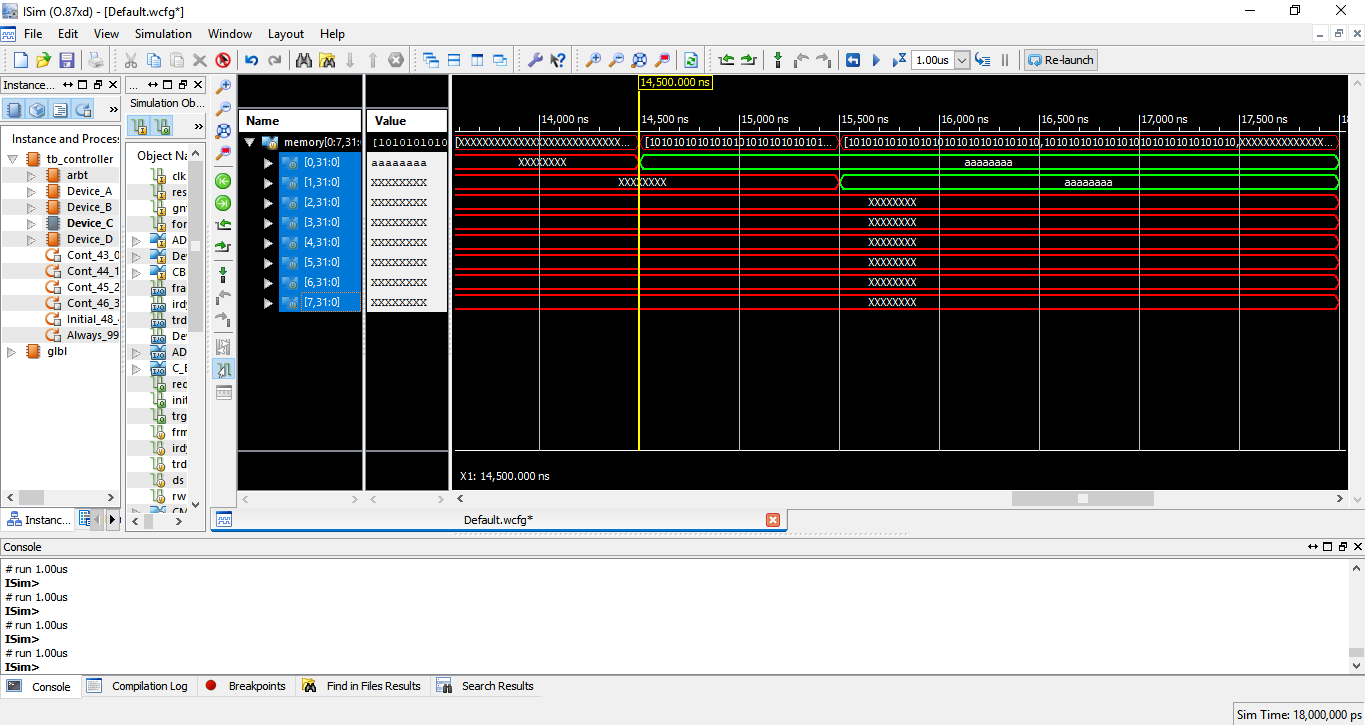 ISim (O.87xd) - [Default.wcfg*]
File Edit View Simulation Window Layout Help
1.00us
Re-launch
Instance...
...
Simulation Ob...
Instance and Process
tb_controller
arbt
Device_A
Device_B
Device_C
Device_D
Cont_43_0
Cont_44_1
Cont_45_2
Cont_46_3
Initial_48_
Always_99
glbl
Instanc...
Object Na
clk
res
gnt
for
AD
De
CB
fra
irdy
trd
De
AD
C_B
rec
init
trg
frm
irdy
trd
ds
rw
CM
Name
memory[0:7,31:
[0,31:0]
[1,31:0]
[2,31:0]
[3,31:0]
[4,31:0]
[5,31:0]
[6,31:0]
[7,31:0]
Value
[1010101010
aaaaaaaa
XXXXXXXX
XXXXXXXX
XXXXXXXX
XXXXXXXX
XXXXXXXX
XXXXXXXX
XXXXXXXX
14,500.000 ns
14,000 ns 14,500 ns 15,000 ns 15,500 ns 16,000 ns 16,500 ns 17,000 ns 17,500 ns
XXXXXXXX aaaaaaaa
XXXXXXXX aaaaaaaa
XXXXXXXX
XXXXXXXX
XXXXXXXX
XXXXXXXX
XXXXXXXX
XXXXXXXX
X1: 14,500.000 ns
Default.wcfg*
Console
# run 1.00us
ISim>
# run 1.00us
ISim>
# run 1.00us
ISim>
# run 1.00us
ISim>
Console Compilation Log Breakpoints Find in Files Results Search Results
Sim Time: 18,000,000 ps